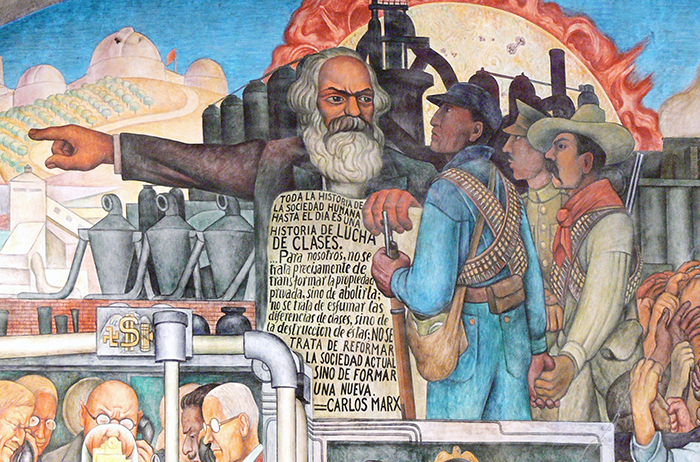 TODA LA HISTORIA DE
LA SOCIEDAD HUMANA
HASTA EL DIA ES UNA
HISTORIA DE LUCHA
DE CLASES.
...Para nosotros, no se
trata precisamente de
transformar la propiedad
privada, sino de abolirla;
no se trata de esfumar las
diferencias de clases, sino de
la destruccion de éstas: NO SE
TRATA DE REFORMAR
LA SOCIEDAD ACTUAL
SINO DE FORMAR
UNA NUEVA.
=CARLOS MARX
$